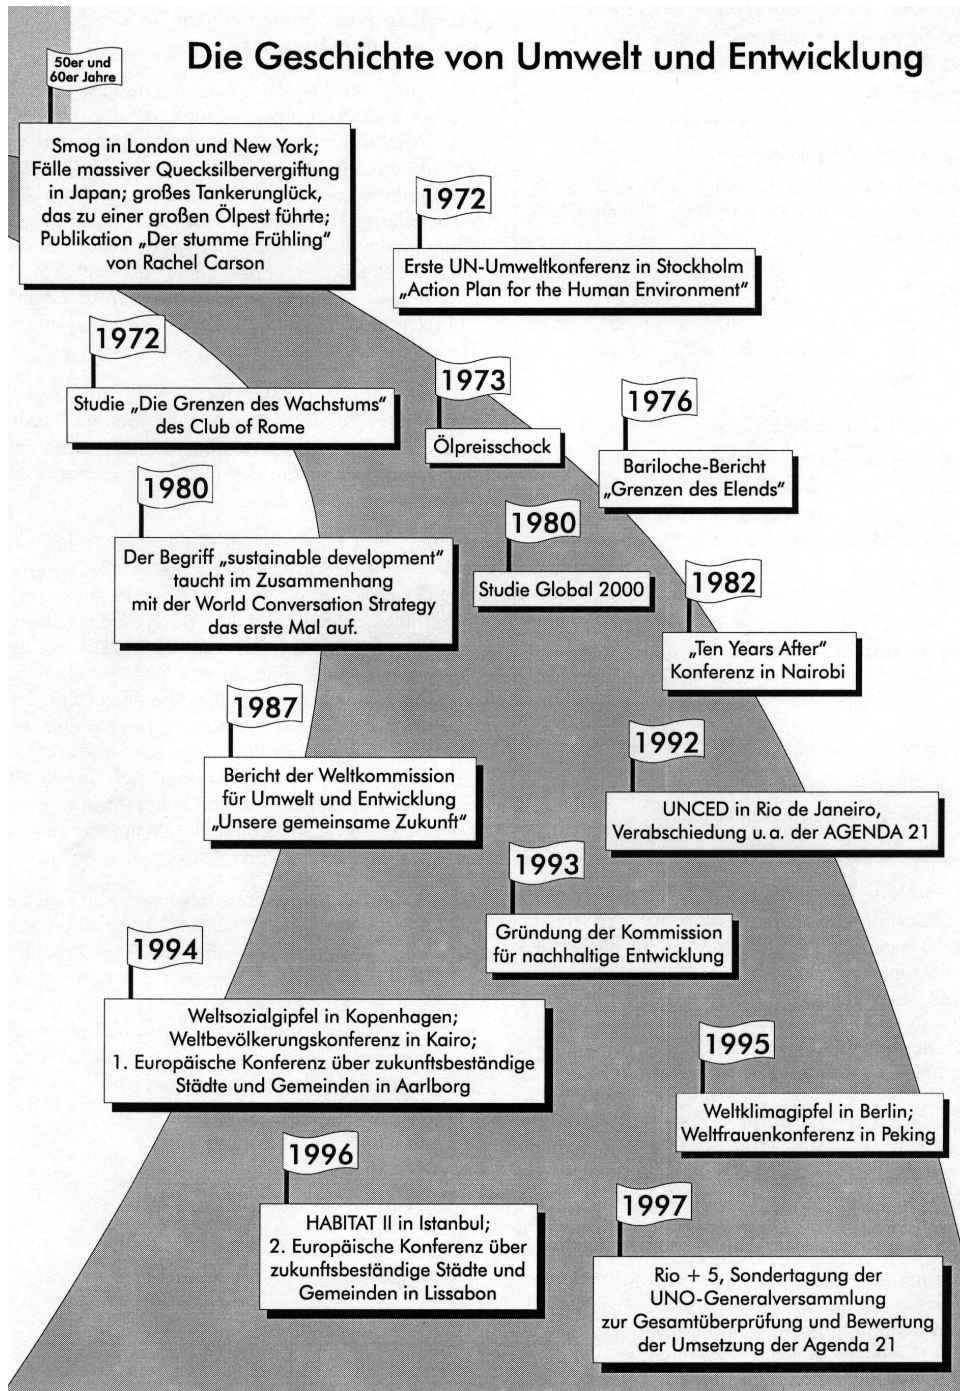 Die Geschichte von Umwelt und Entwicklung
50er und
60er Jahre
Smog in London und New York;
Fälle massiver Quecksilbervergiftung
in Japan; großes Tankerunglück,
das zu einer großen Ölpest führte;
Publikation „Der stumme Frühling“
von Rachel Carson
1972
Erste UN-Umweltkonferenz in Stockholm
„Action Plan for the Human Environment“
1972
Studie „Die Grenzen des Wachstums“
des Club of Rome
1973
Ölpreisschock
1976
Bariloche-Bericht
„Grenzen des Elends“
1980
Der Begriff „sustainable development“
taucht im Zusammenhang
mit der World Conversation Strategy
das erste Mal auf.
1980
Studie Global 2000
1982
„Ten Years After“
Konferenz in Nairobi
1987
Bericht der Weltkommission
für Umwelt und Entwicklung
„Unsere gemeinsame Zukunft“
1992
UNCED in Rio de Janeiro,
Verabschiedung u. a. der AGENDA 21
1993
Gründung der Kommission
für nachhaltige Entwicklung
1994
Weltsozialgipfel in Kopenhagen;
Weltbevölkerungskonferenz in Kairo;
1. Europäische Konferenz über zukunftsbeständige
Städte und Gemeinden in Aarlborg
1995
Weltklimagipfel in Berlin;
Weltfrauenkonferenz in Peking
1996
HABITAT II in Istanbul;
2. Europäische Konferenz über
zukunftsbeständige Städte und
Gemeinden in Lissabon
1997
Rio + 5, Sondertagung der
UNO-Generalversammlung
zur Gesamtüberprüfung und Bewertung
der Umsetzung der Agenda 21